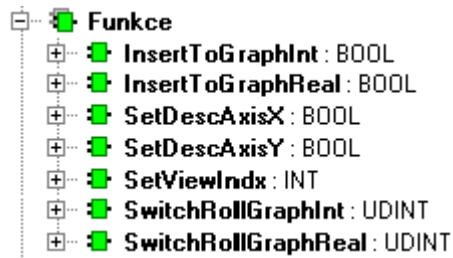 Funkce
InsertToGraphInt : BOOL
InsertToGraphReal : BOOL
SetDescAxisX : BOOL
SetDescAxisY : BOOL
SetViewIndx : INT
SwitchRollGraphInt : UDINT
SwitchRollGraphReal : UDINT